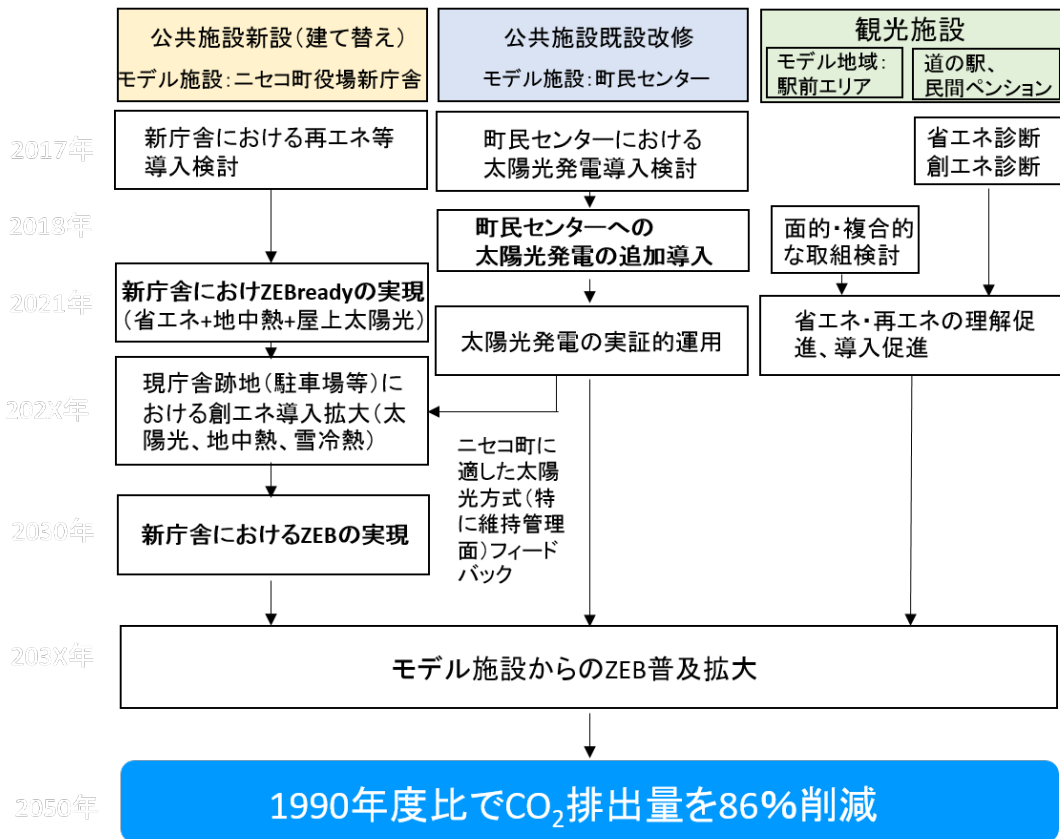 公共施設新設（建て替え）
モデル施設：ニセコ町役場新庁舎
公共施設既設改修
モデル施設：町民センター
観光施設
モデル地域：
駅前エリア
道の駅、
民間ペンション
2017年
新庁舎における再エネ等
導入検討
町民センターにおける
太陽光発電導入検討
省エネ診断
創エネ診断
2018年
町民センターへの
太陽光発電の追加導入
面的・複合的
な取組検討
2021年
新庁舎におけZEBreadyの実現
（省エネ+地中熱+屋上太陽光）
太陽光発電の実証的運用
省エネ・再エネの理解促
進、導入促進
202X年
現庁舎跡地（駐車場等）に
おける創エネ導入拡大（太
陽光、地中熱、雪冷熱）
ニセコ町に
適した太陽
光方式（特
に維持管理
面）フィード
バック
2030年
新庁舎におけるZEBの実現
203X年
モデル施設からのZEB普及拡大
2050年
1990年度比でCO₂排出量を86%削減